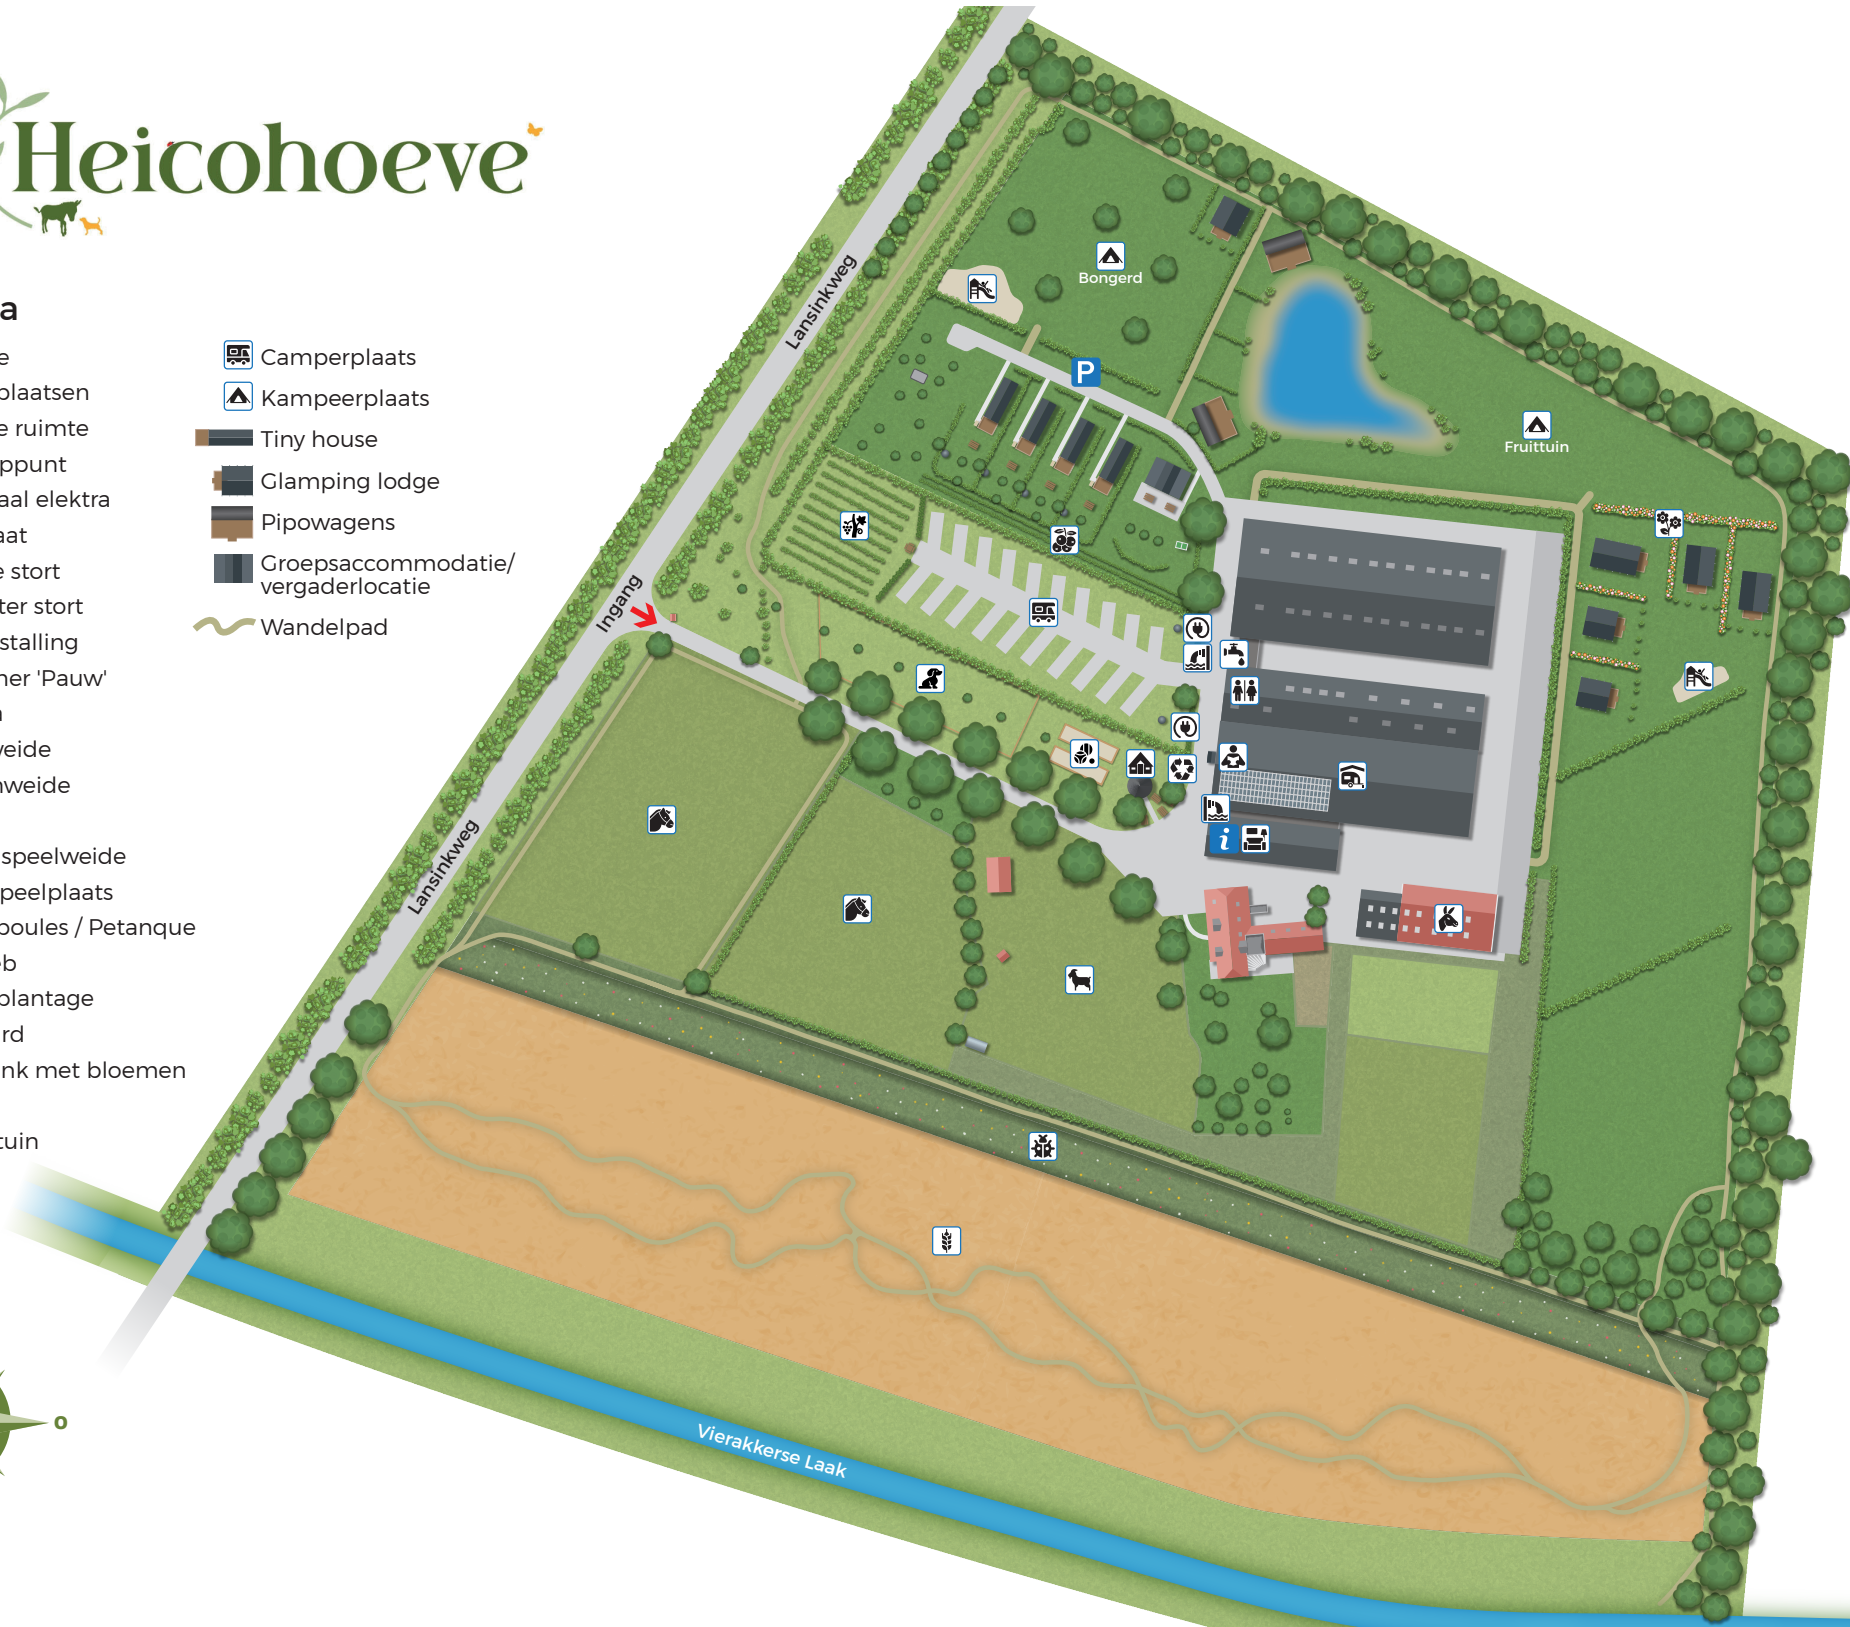 Heicohoeve
a
e
plaatsen
e ruimte
ppunt
aal elektra
aat
e stort
ter stort
stalling
ner 'Pauw'
weide
nweide
speelweide
peelplaats
boules / Petanque
eb
plantage
rd
nk met bloemen
tuin
Camperplaats
Kampeerplaats
Tiny house
Glamping lodge
Pipowagens
Groepsaccommodatie/
vergaderlocatie
Wandelpad
Lansinkweg
Bongerd
P
Fruittuin
Ingang
i
Lansinkweg
Vierakkerse Laak
O